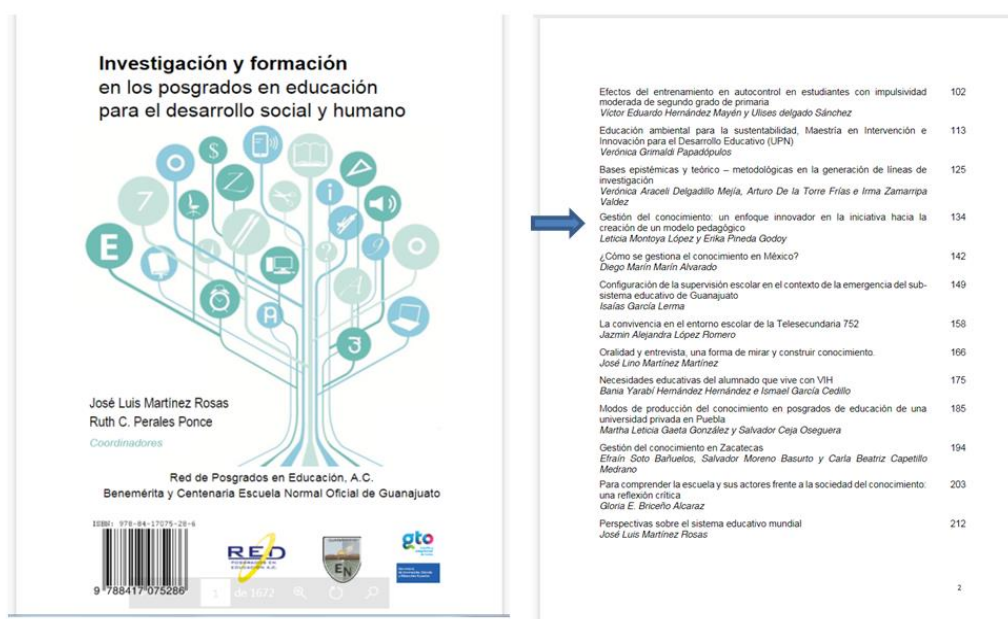 Investigación y formación
en los posgrados en educación
para el desarrollo social y humano
$
7
Z
i
E
9
?
A
A
3
José Luis Martínez Rosas
Ruth C. Perales Ponce
Coordinadores
Red de Posgrados en Educación, A.C.
Benemérita y Centenaria Escuela Normal Oficial de Guanajuato
ISBN: 978-84-17075-28-6
9 788417 075286
RED
POSGRADOS EN
EDUCACIÓN A.C.
EN
gto
1 de 1672
Efectos del entrenamiento en autocontrol en estudiantes con impulsividad 102
moderada de segundo grado de primaria
Víctor Eduardo Hernández Mayén y Ulises delgado Sánchez
Educación ambiental para la sustentabilidad, Maestría en Intervención e 113
Innovación para el Desarrollo Educativo (UPN)
Verónica Grimaldi Papadópulos
Bases epistémicas y teórico – metodológicas en la generación de líneas de 125
investigación
Verónica Araceli Delgadillo Mejía, Arturo De la Torre Frías e Irma Zamarripa
Valdez
Gestión del conocimiento: un enfoque innovador en la iniciativa hacia la 134
creación de un modelo pedagógico
Leticia Montoya López y Erika Pineda Godoy
¿Cómo se gestiona el conocimiento en México? 142
Diego Marín Marín Alvarado
Configuración de la supervisión escolar en el contexto de la emergencia del sub- 149
sistema educativo de Guanajuato
Isaías García Lerma
La convivencia en el entorno escolar de la Telesecundaria 752 158
Jazmin Alejandra López Romero
Oralidad y entrevista, una forma de mirar y construir conocimiento. 166
José Lino Martínez Martínez
Necesidades educativas del alumnado que vive con VIH 175
Bania Yarabí Hernández Hernández e Ismael García Cedillo
Modos de producción del conocimiento en posgrados de educación de una 185
universidad privada en Puebla
Martha Leticia Gaeta González y Salvador Ceja Oseguera
Gestión del conocimiento en Zacatecas 194
Efraín Soto Bañuelos, Salvador Moreno Basurto y Carla Beatriz Capetillo
Medrano
Para comprender la escuela y sus actores frente a la sociedad del conocimiento: 203
una reflexión crítica
Gloria E. Briceño Alcaraz
Perspectivas sobre el sistema educativo mundial 212
José Luis Martínez Rosas
2